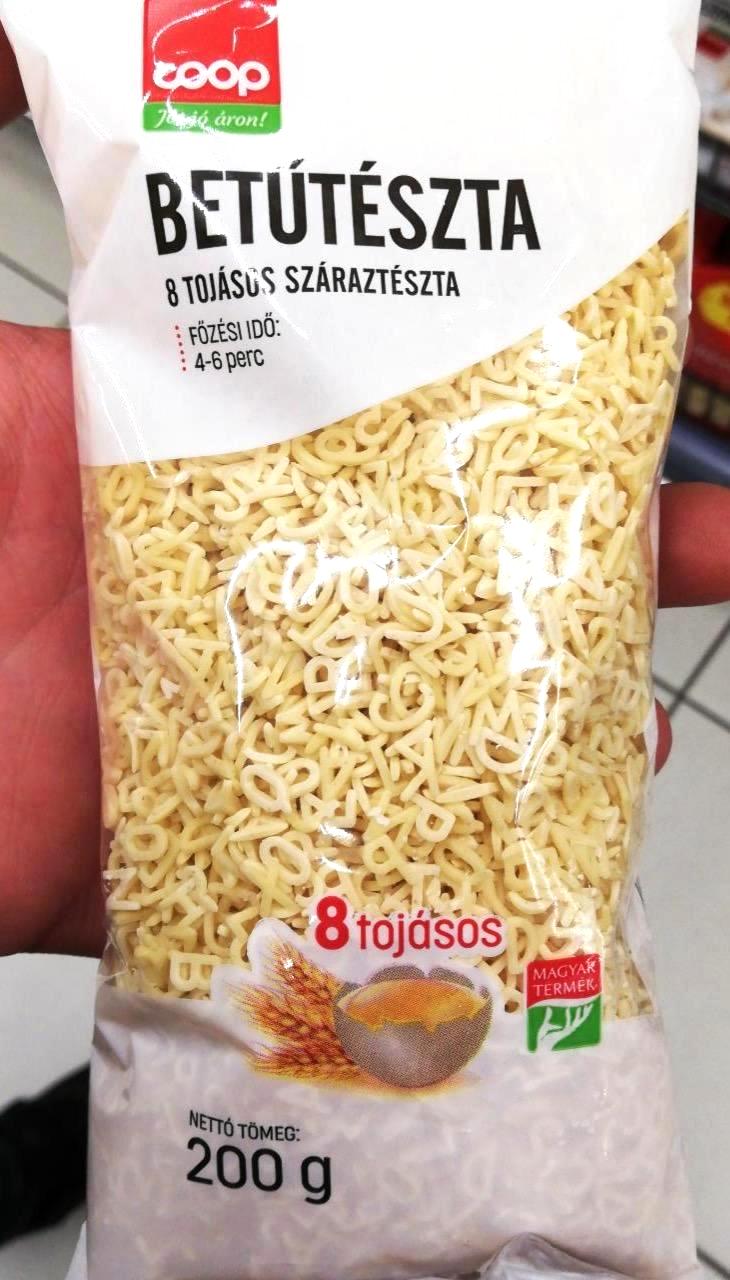 coop
Jót jó áron!
BETŰTÉSZTA
8 TOJÁSOS SZÁRAZTÉSZTA
FŐZÉSI IDŐ:
4-6 perc
8 tojásos
MAGYAR
TERMÉK
NETTÓ TÖMEG:
200 g